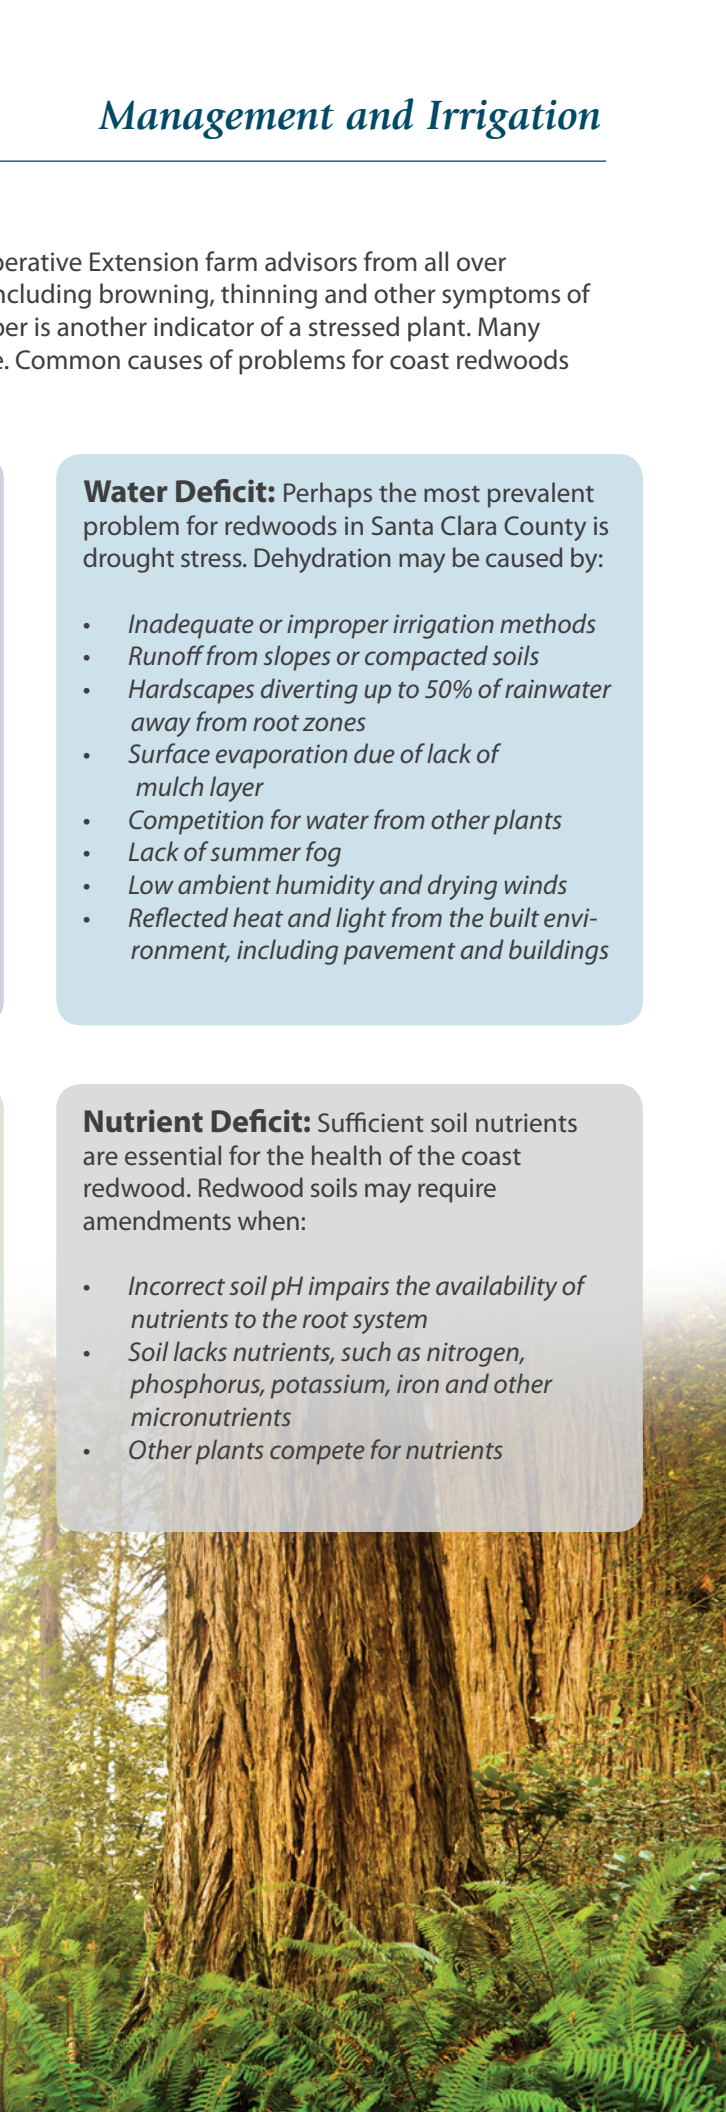 Management and Irrigation
Extension farm advisors from all over
browning, thinning and other symptoms of
is another indicator of a stressed plant. Many
Common causes of problems for coast redwoods
Water Deficit: Perhaps the most prevalent
problem for redwoods in Santa Clara County is
drought stress. Dehydration may be caused by:
• Inadequate or improper irrigation methods
• Runoff from slopes or compacted soils
• Hardscapes diverting up to 50% of rainwater
away from root zones
• Surface evaporation due of lack of
mulch layer
• Competition for water from other plants
• Lack of summer fog
• Low ambient humidity and drying winds
• Reflected heat and light from the built envi-
ronment, including pavement and buildings
Nutrient Deficit: Sufficient soil nutrients
are essential for the health of the coast
redwood. Redwood soils may require
amendments when:
• Incorrect soil pH impairs the availability of
nutrients to the root system
• Soil lacks nutrients, such as nitrogen,
phosphorus, potassium, iron and other
micronutrients
• Other plants compete for nutrients